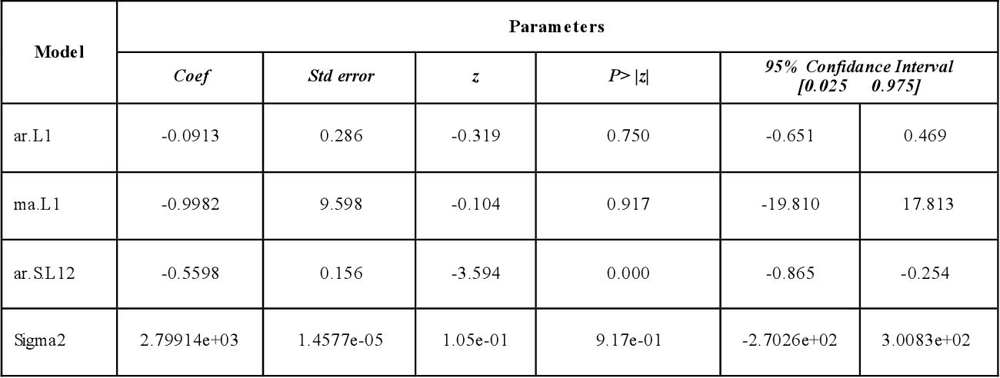 Model
Parameters
Coef Std error z P> |z| 95% Confidance Interval
[0.025 0.975]
ar.L1 -0.0913 0.286 -0.319 0.750 -0.651 0.469
ma.L1 -0.9982 9.598 -0.104 0.917 -19.810 17.813
ar.S.L12 -0.5598 0.156 -3.594 0.000 -0.865 -0.254
Sigma2 2.79914e+03 1.4577e-05 1.05e-01 9.17e-01 -2.7026e+02 3.0083e+02